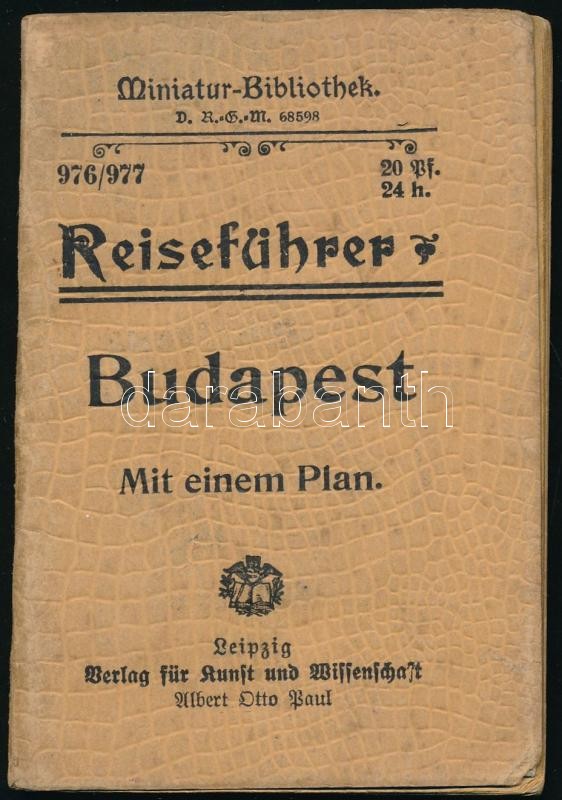 Miniatur-Bibliothek.
D. R.-G.-M. 68598
976/977
20 Pf.
24 h.
Reiseführer
Budapest
darabanth
Mit einem Plan.
Leipzig
Verlag für Kunst und Wissenschaft
Albert Otto Paul